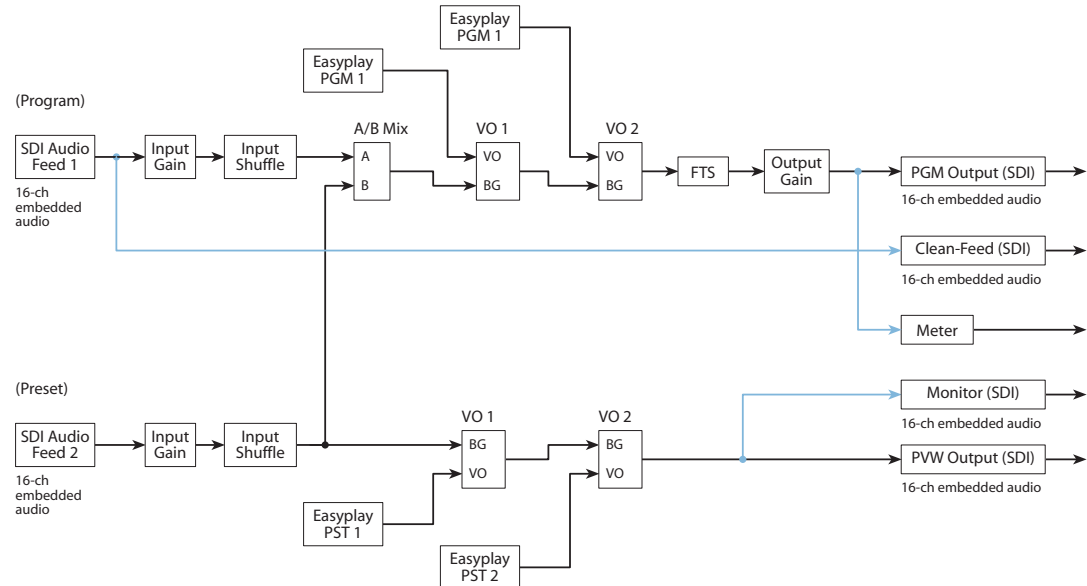 Easyplay
PGM 1
Easyplay
PGM 1
(Program)
A/B Mix
VO 1
VO 2
SDI Audio
Feed 1
Input
Gain
Input
Shuffle
A
B
VO
BG
VO
BG
FTS
Output
Gain
PGM Output (SDI)
16-ch embedded audio
16-ch
embedded
audio
Clean-Feed (SDI)
16-ch embedded audio
Meter
(Preset)
Monitor (SDI)
16-ch embedded audio
VO 1
VO 2
SDI Audio
Feed 2
Input
Gain
Input
Shuffle
BG
VO
BG
VO
PVW Output (SDI)
16-ch embedded audio
16-ch
embedded
audio
Easyplay
PST 1
Easyplay
PST 2